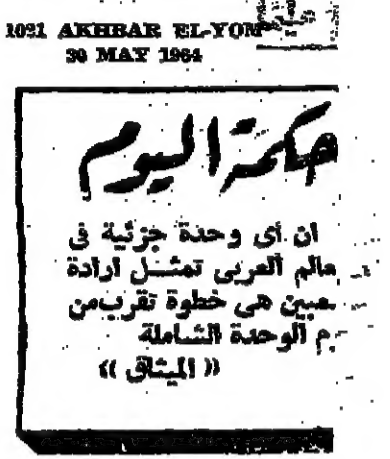 1021 AKHBAR EL-YOM
30 MAY 1964
حكمة اليوم
ان أى وحدة جزئية فى
عالم العربى تمثل ارادة
عبين هى خطوة تقرب من
م الوحدة الشاملة
« الميثاق »